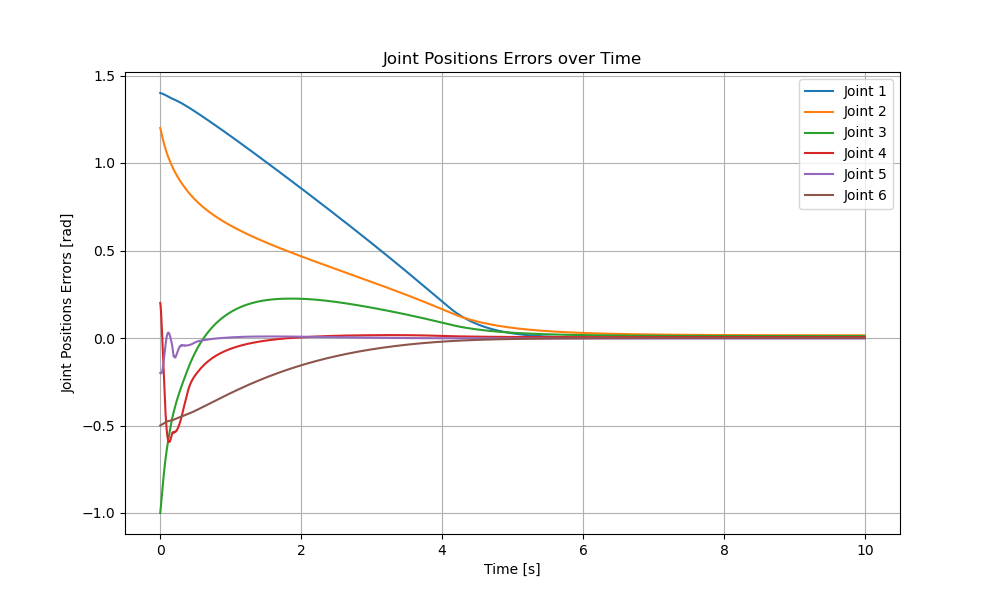 Joint Positions Errors over Time
Joint Positions Errors [rad]
1.5
1.0
0.5
0.0
−0.5
−1.0
Joint 1
Joint 2
Joint 3
Joint 4
Joint 5
Joint 6
0 2 4 6 8 10
Time [s]